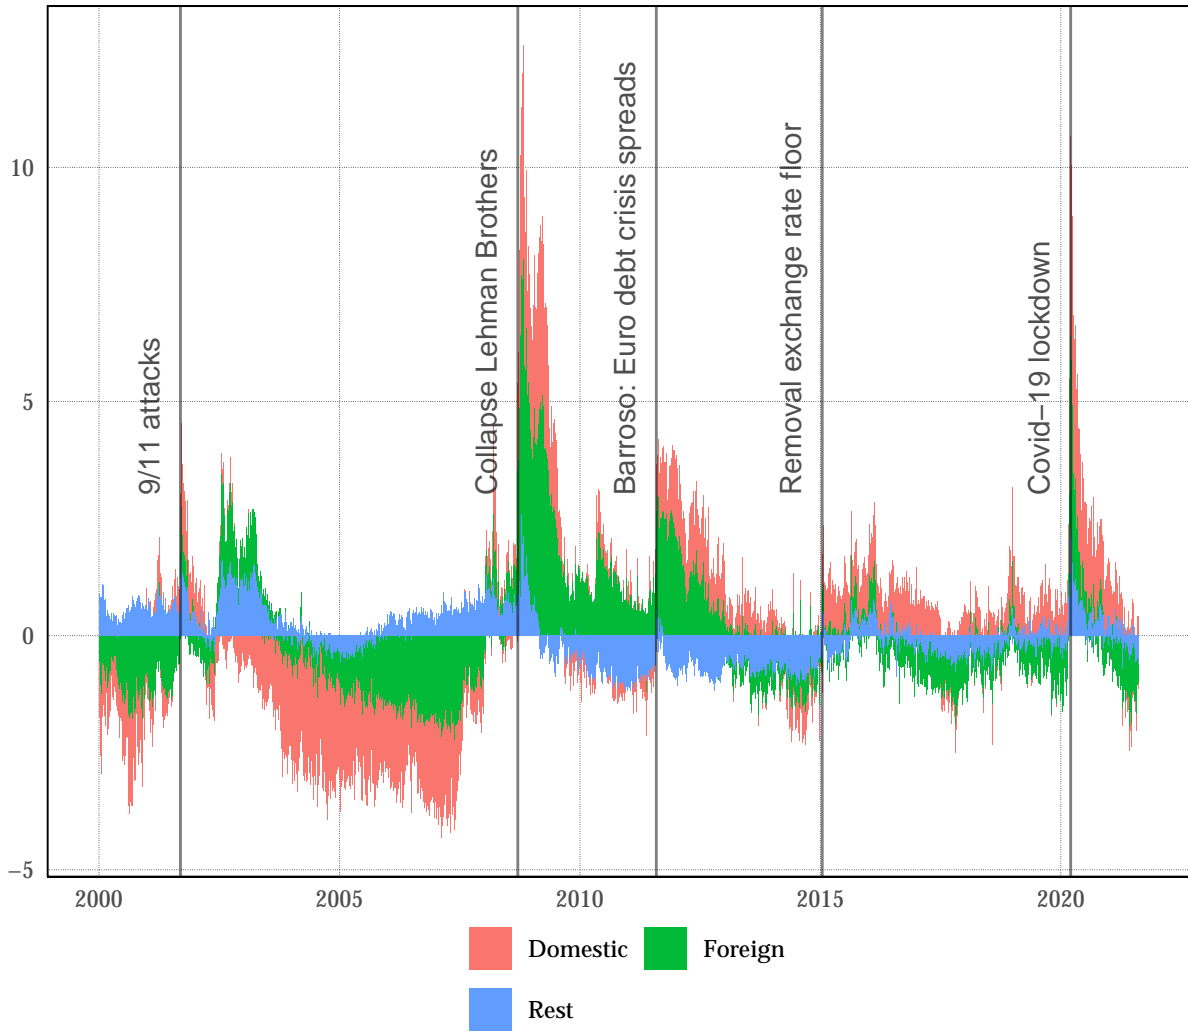 10
5
0
−5
9/11 attacks
Collapse Lehman Brothers
Barroso: Euro debt crisis spreads
Removal exchange rate floor
Covid−19 lockdown
2000
2005
2010
2015
2020
Domestic
Foreign
Rest